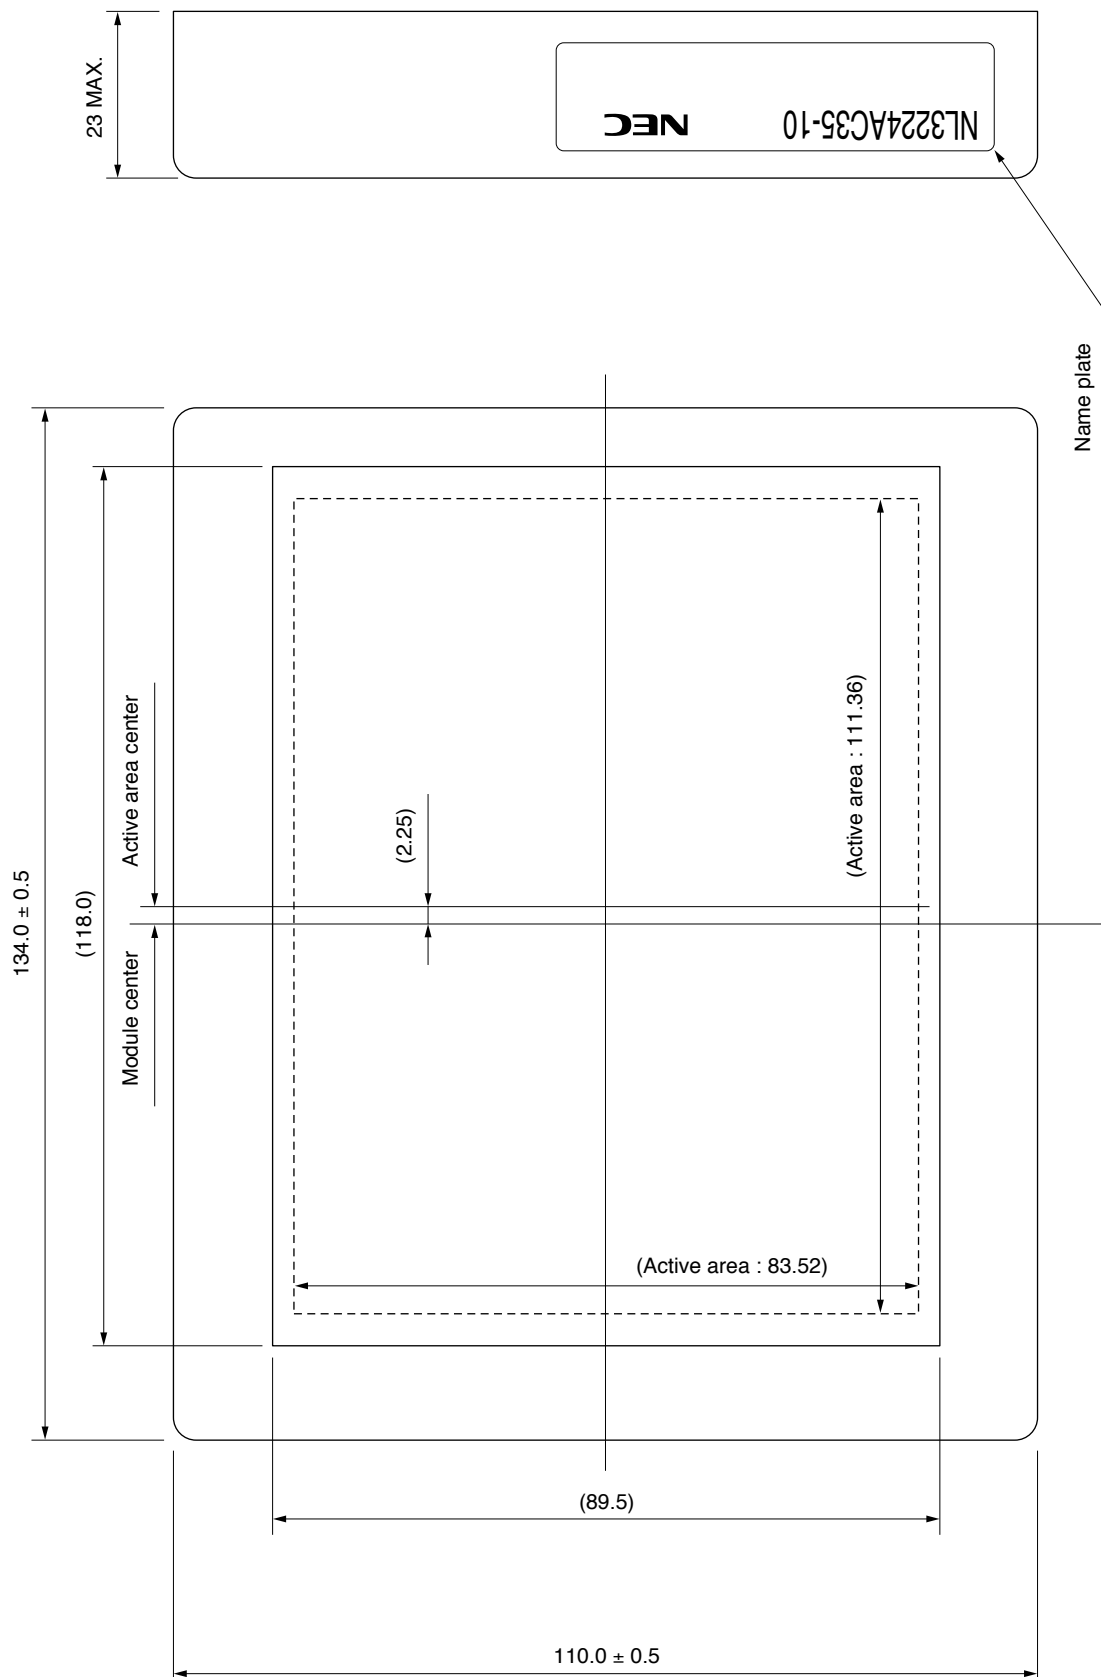 23 MAX.
NEC
NL3224AC35-10
Name plate
134.0 ± 0.5
(118.0)
Active area center
Module center
(2.25)
(Active area : 111.36)
(Active area : 83.52)
(89.5)
110.0 ± 0.5